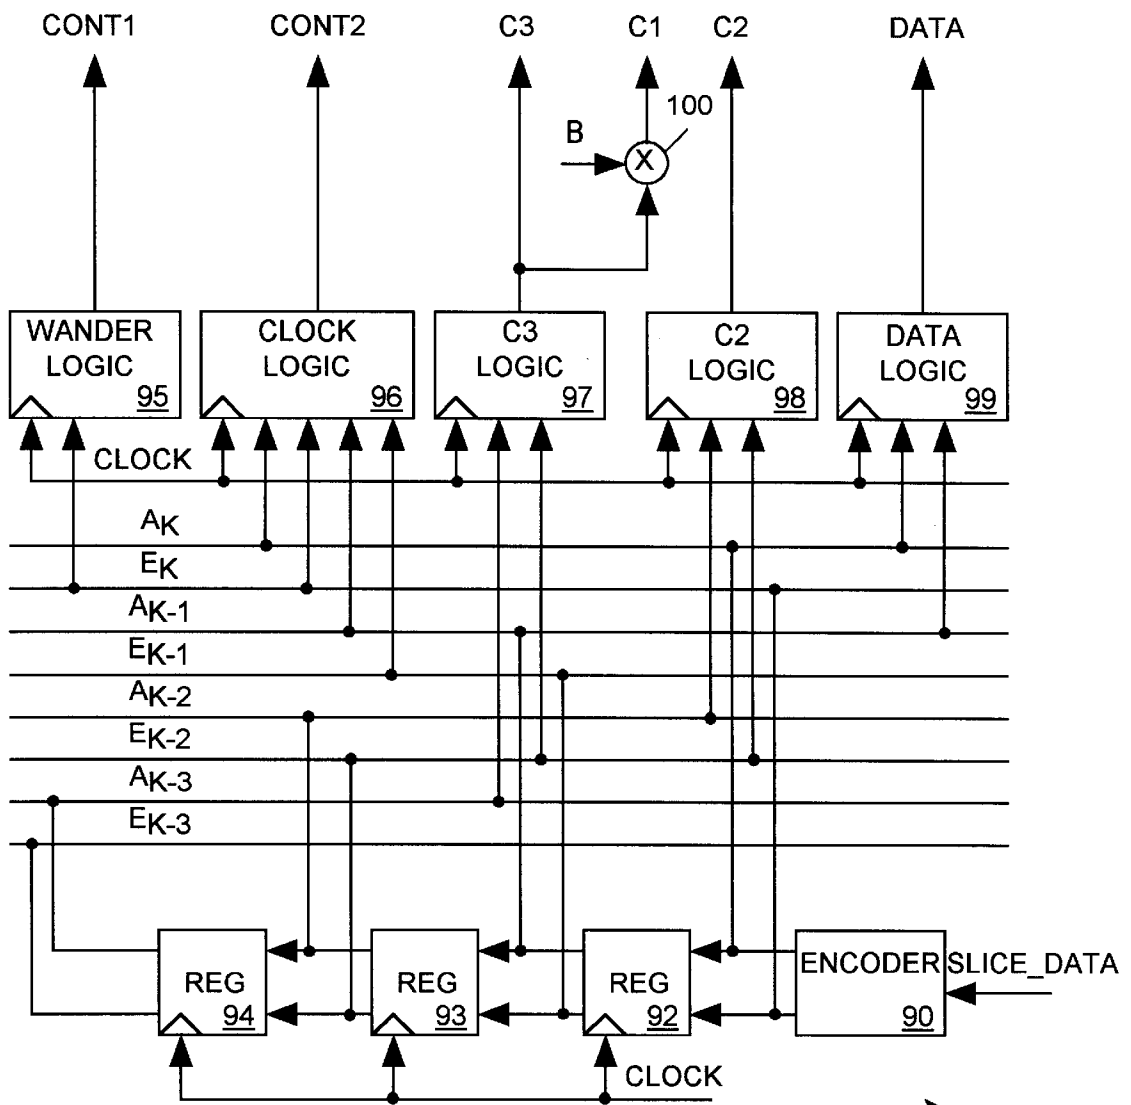 CONT1 CONT2 C3 C1 C2 DATA
100
B
X
WANDER LOGIC 95
CLOCK LOGIC 96
C3 LOGIC 97
C2 LOGIC 98
DATA LOGIC 99
CLOCK
AK
EK
AK-1
EK-1
AK-2
EK-2
AK-3
EK-3
REG 94
REG 93
REG 92
ENCODER 90
SLICE_DATA
CLOCK